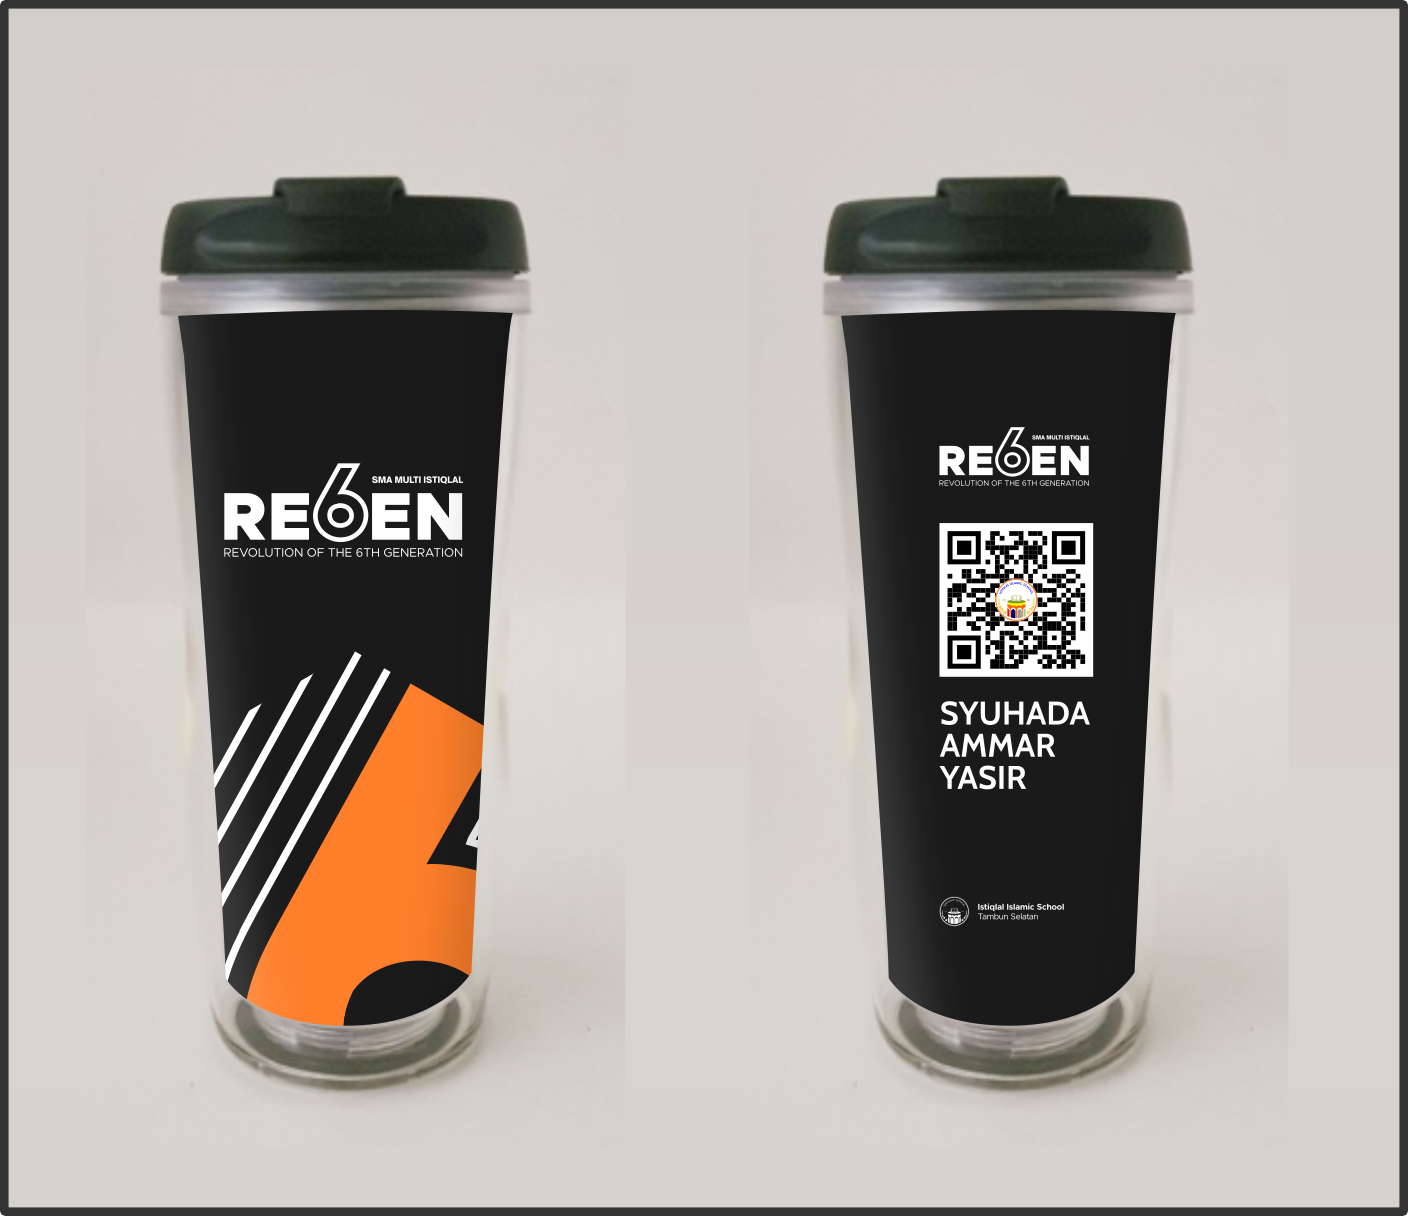 SMA MULTI ISTIQLAL
RE6EN
REVOLUTION OF THE 6TH GENERATION
SMA MULTI ISTIQLAL
RE6EN
REVOLUTION OF THE 6TH GENERATION
SYUHADA
AMMAR
YASIR
Istiqlal Islamic School
Tambun Selatan